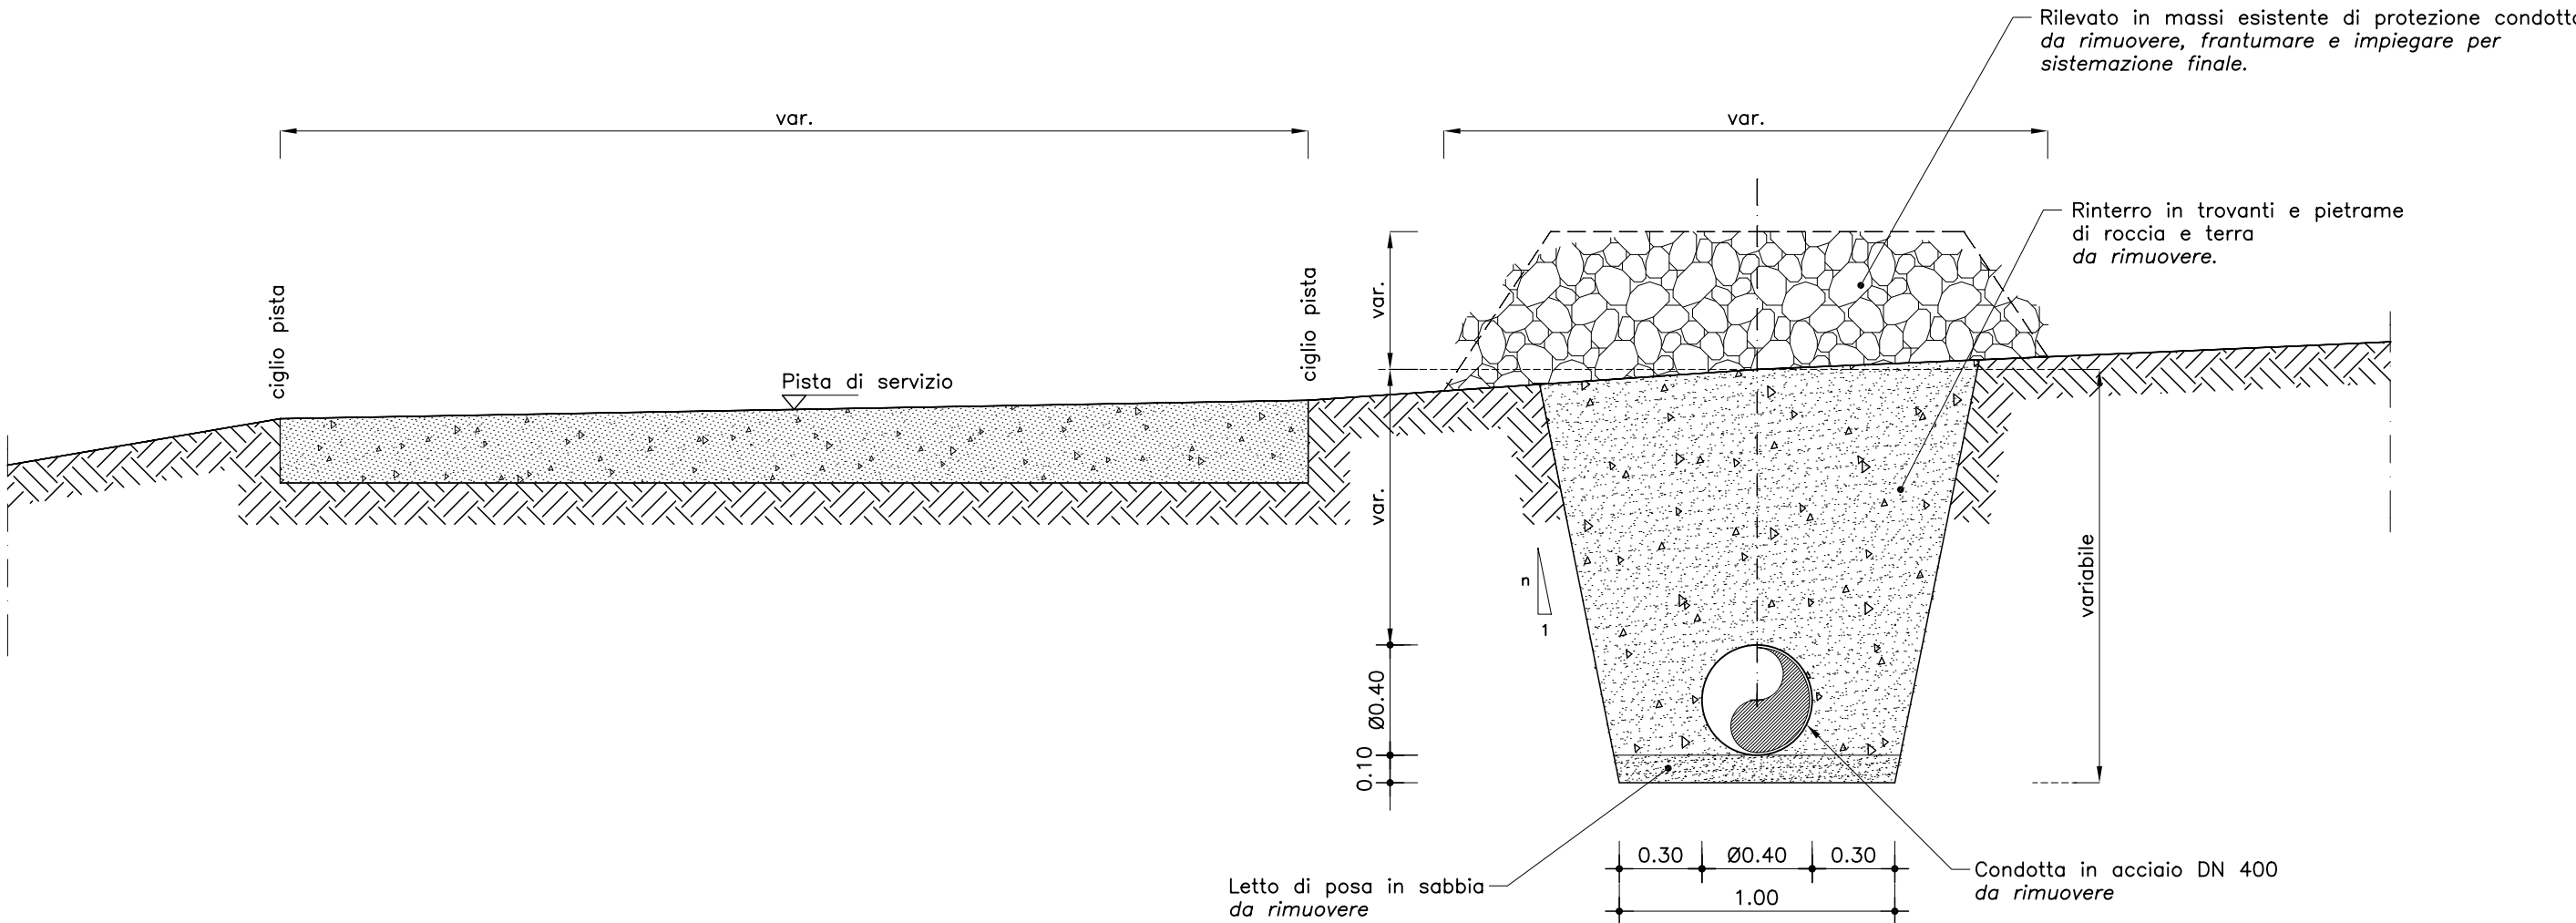 Rilevato in massi esistente di protezione condotta
da rimuovere, frantumare e impiegare per
sistemazione finale.
var.
var.
Rinterro in trovanti e pietrame
di roccia e terra
da rimuovere.
ciglio pista
ciglio pista
var.
Pista di servizio
var.
variabile
n
1
Ø0.40
0.10
0.30
Ø0.40
0.30
1.00
Letto di posa in sabbia
da rimuovere
Condotta in acciaio DN 400
da rimuovere